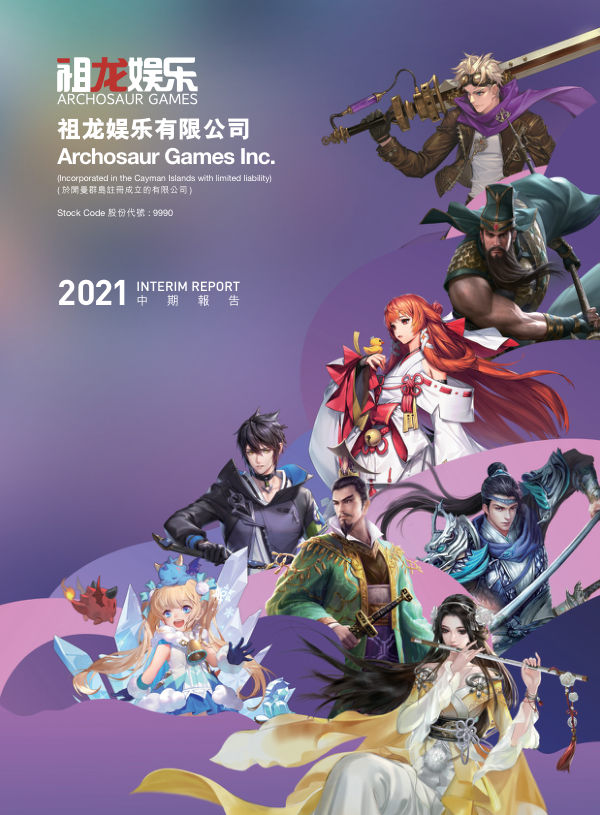 祖龙娱乐
ARCHOSAUR GAMES
祖龙娱乐有限公司
Archosaur Games Inc.
(Incorporated in the Cayman Islands with limited liability)
(於開曼群島註冊成立的有限公司)
Stock Code 股份代號 : 9990
2021 INTERIM REPORT
中期報告